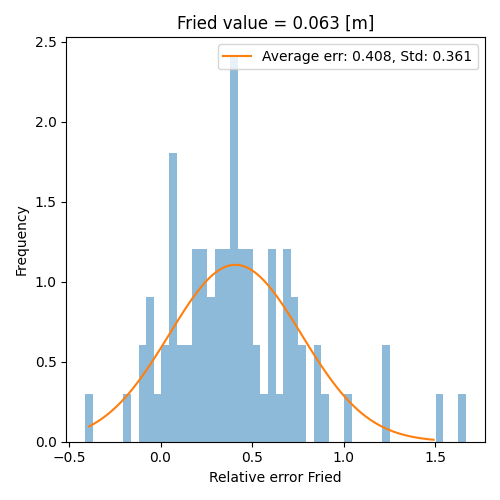 Fried value = 0.063 [m]
Average err: 0.408, Std: 0.361
2.5
2.0
1.5
1.0
0.5
0.0
Frequency
−0.5 0.0 0.5 1.0 1.5
Relative error Fried